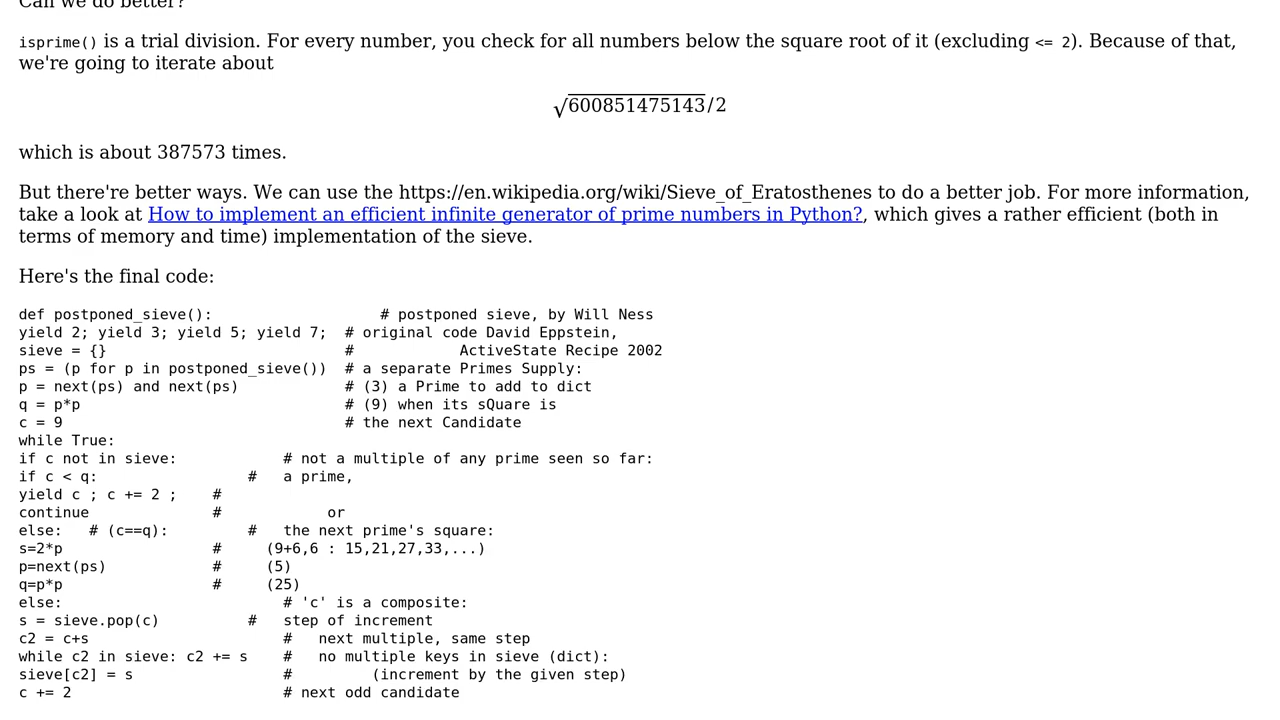 Can we do better?
isprime() is a trial division. For every number, you check for all numbers below the square root of it (excluding <= 2). Because of that,
we're going to iterate about
√600851475143/2
which is about 387573 times.
But there're better ways. We can use the https://en.wikipedia.org/wiki/Sieve_of_Eratosthenes to do a better job. For more information,
take a look at How to implement an efficient infinite generator of prime numbers in Python?, which gives a rather efficient (both in
terms of memory and time) implementation of the sieve.
Here's the final code:
def postponed_sieve():                   # postponed sieve, by Will Ness
yield 2; yield 3; yield 5; yield 7;  # original code David Eppstein,
sieve = {}                           #            ActiveState Recipe 2002
ps = (p for p in postponed_sieve())  # a separate Primes Supply:
p = next(ps) and next(ps)            # (3) a Prime to add to dict
q = p*p                              # (9) when its sQuare is
c = 9                                # the next Candidate
while True:
if c not in sieve:            # not a multiple of any prime seen so far:
if c < q:                 #   a prime,
yield c ; c += 2 ;    #
continue              #            or
else:   # (c==q):         #   the next prime's square:
s=2*p                 #     (9+6,6 : 15,21,27,33,...)
p=next(ps)            #     (5)
q=p*p                 #     (25)
else:                         # 'c' is a composite:
s = sieve.pop(c)          #   step of increment
c2 = c+s                      #   next multiple, same step
while c2 in sieve: c2 += s    #   no multiple keys in sieve (dict):
sieve[c2] = s                 #         (increment by the given step)
c += 2                        # next odd candidate